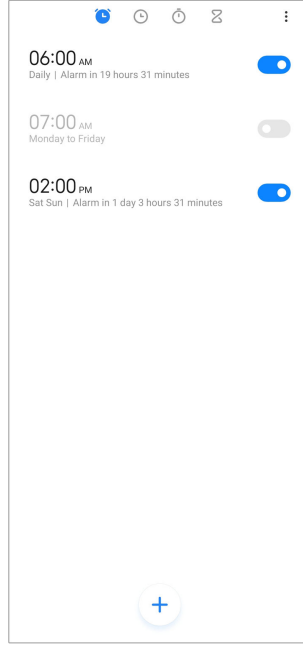 06:00 AM
Daily | Alarm in 19 hours 31 minutes
07:00 AM
Monday to Friday
02:00 PM
Sat Sun | Alarm in 1 day 3 hours 31 minutes